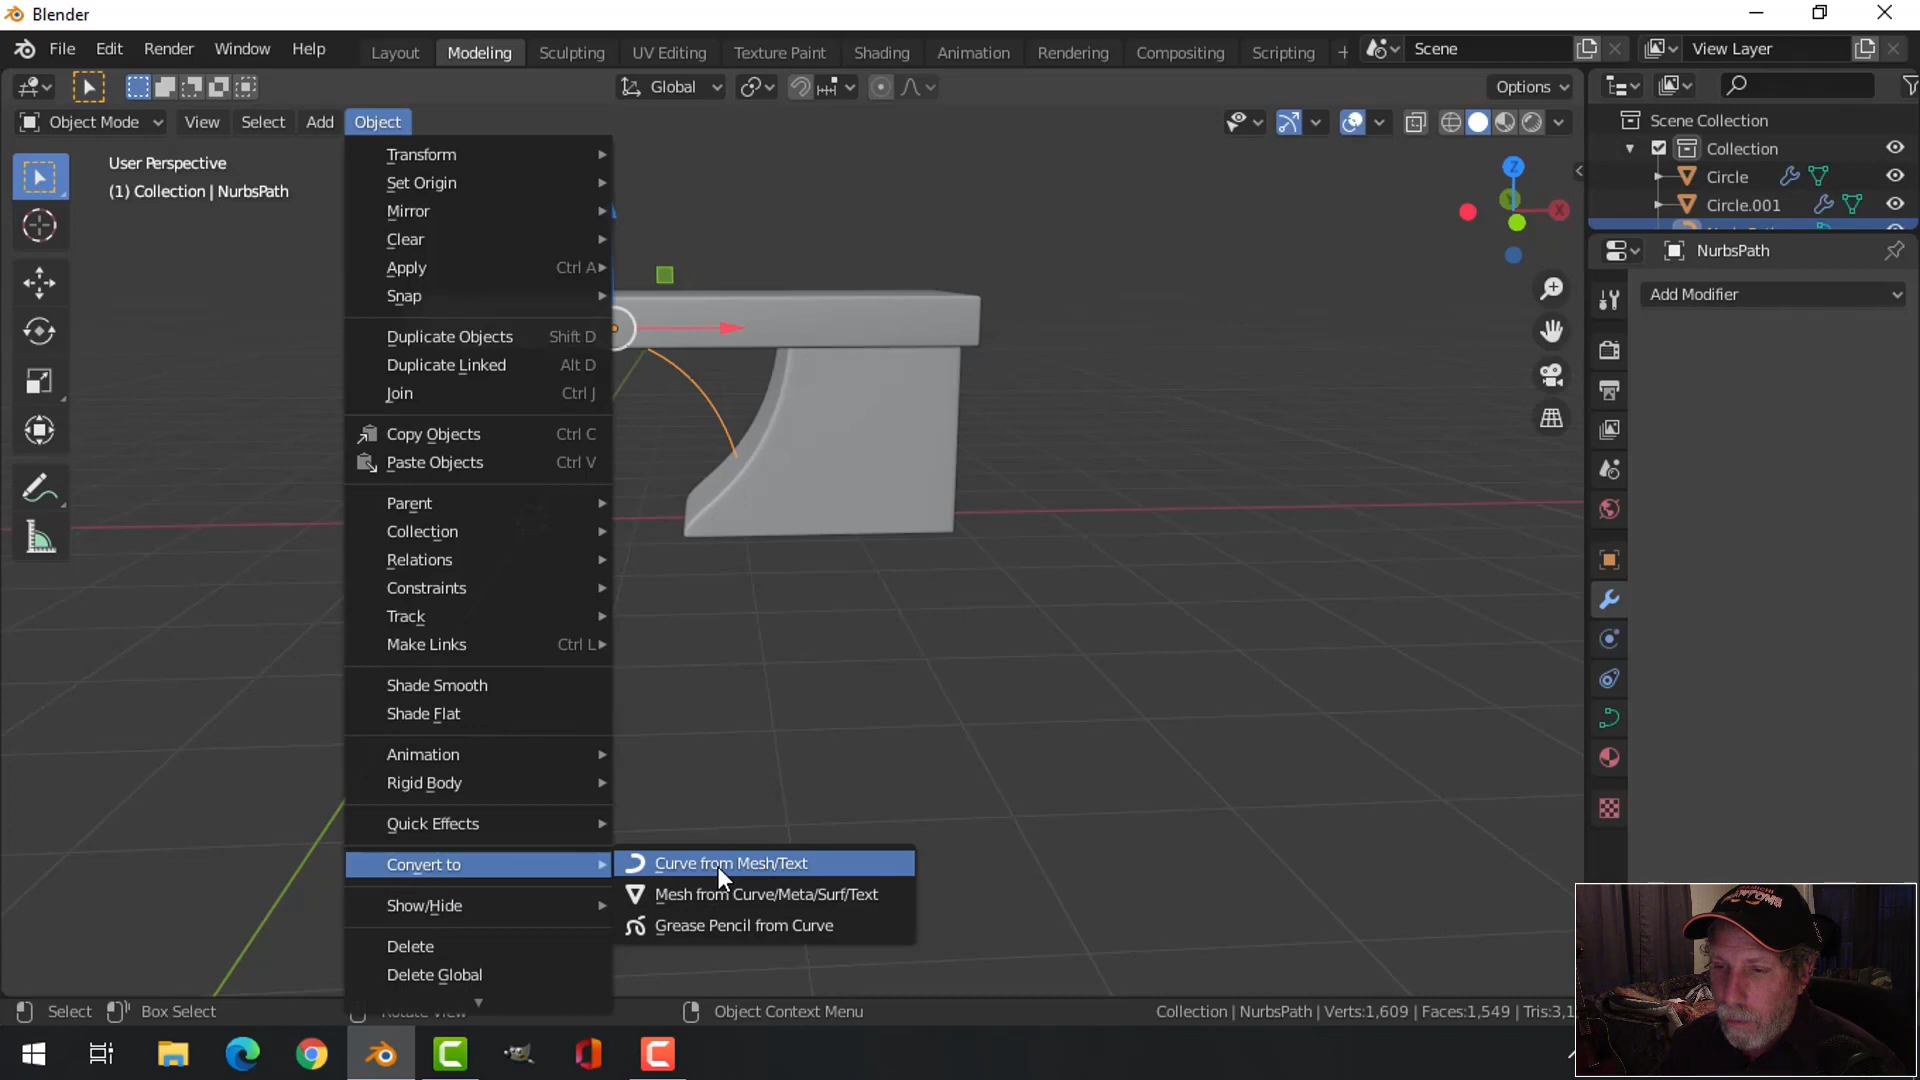 Blender
File Edit Render Window Help
Layout Modeling Sculpting UV Editing Texture Paint Shading Animation Rendering Compositing Scripting
Scene
View Layer
Global
Options
Object Mode View Select Add Object
User Perspective
(1) Collection | NurbsPath
Transform
Set Origin
Mirror
Clear
Apply Ctrl A
Snap
Duplicate Objects Shift D
Duplicate Linked Alt D
Join Ctrl J
Copy Objects Ctrl C
Paste Objects Ctrl V
Parent
Collection
Relations
Constraints
Track
Make Links Ctrl L
Shade Smooth
Shade Flat
Animation
Rigid Body
Quick Effects
Convert to
Show/Hide
Delete
Delete Global
Curve from Mesh/Text
Mesh from Curve/Meta/Surf/Text
Grease Pencil from Curve
Z
Y
X
Scene Collection
Collection
Circle
Circle.001
NurbsPath
Add Modifier
Select Box Select Rotate View Object Context Menu
Collection | NurbsPath | Verts:1,609 | Faces:1,549 | Tris:3,1